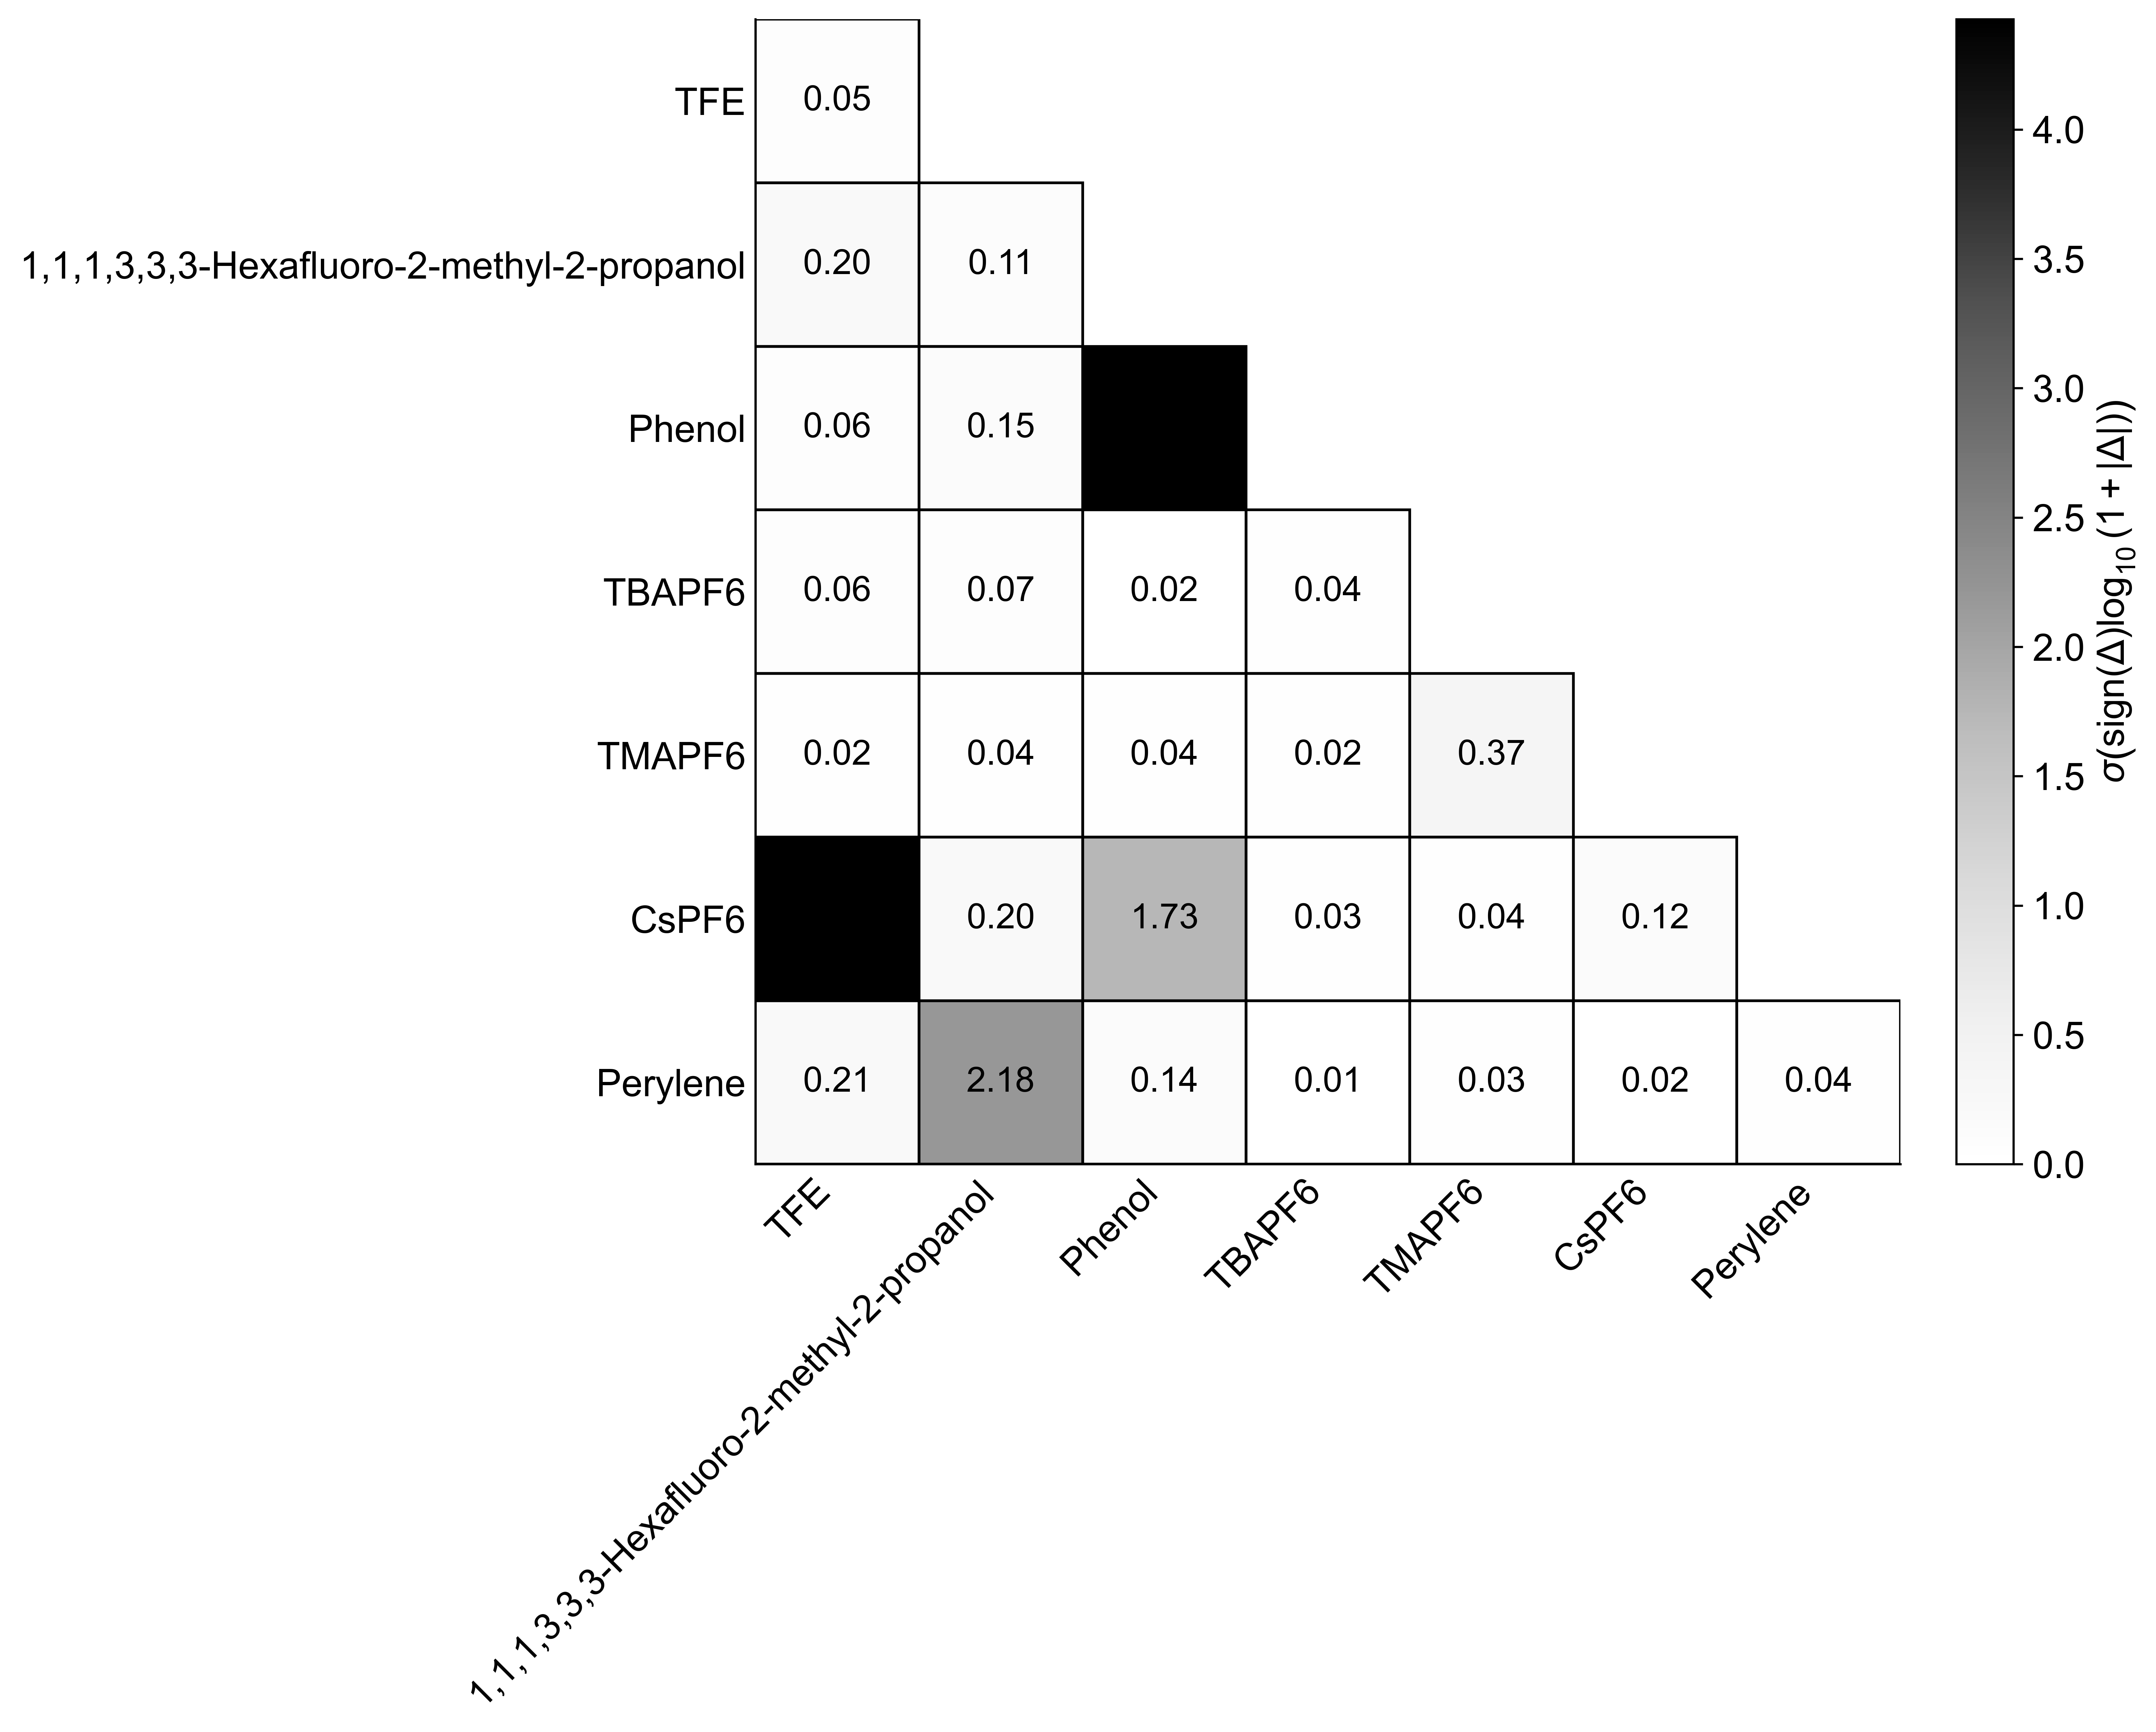 TFE 0.05
1,1,1,3,3,3-Hexafluoro-2-methyl-2-propanol 0.20 0.11
Phenol 0.06 0.15
TBAPF6 0.06 0.07 0.02 0.04
TMAPF6 0.02 0.04 0.04 0.02 0.37
CsPF6 0.20 1.73 0.03 0.04 0.12
Perylene 0.21 2.18 0.14 0.01 0.03 0.02 0.04
TFE
1,1,1,3,3,3-Hexafluoro-2-methyl-2-propanol
Phenol
TBAPF6
TMAPF6
CsPF6
Perylene
4.0
3.5
3.0
2.5
2.0
1.5
1.0
0.5
0.0
σ(sign(Δ)log₁₀ (1 + |Δ|))